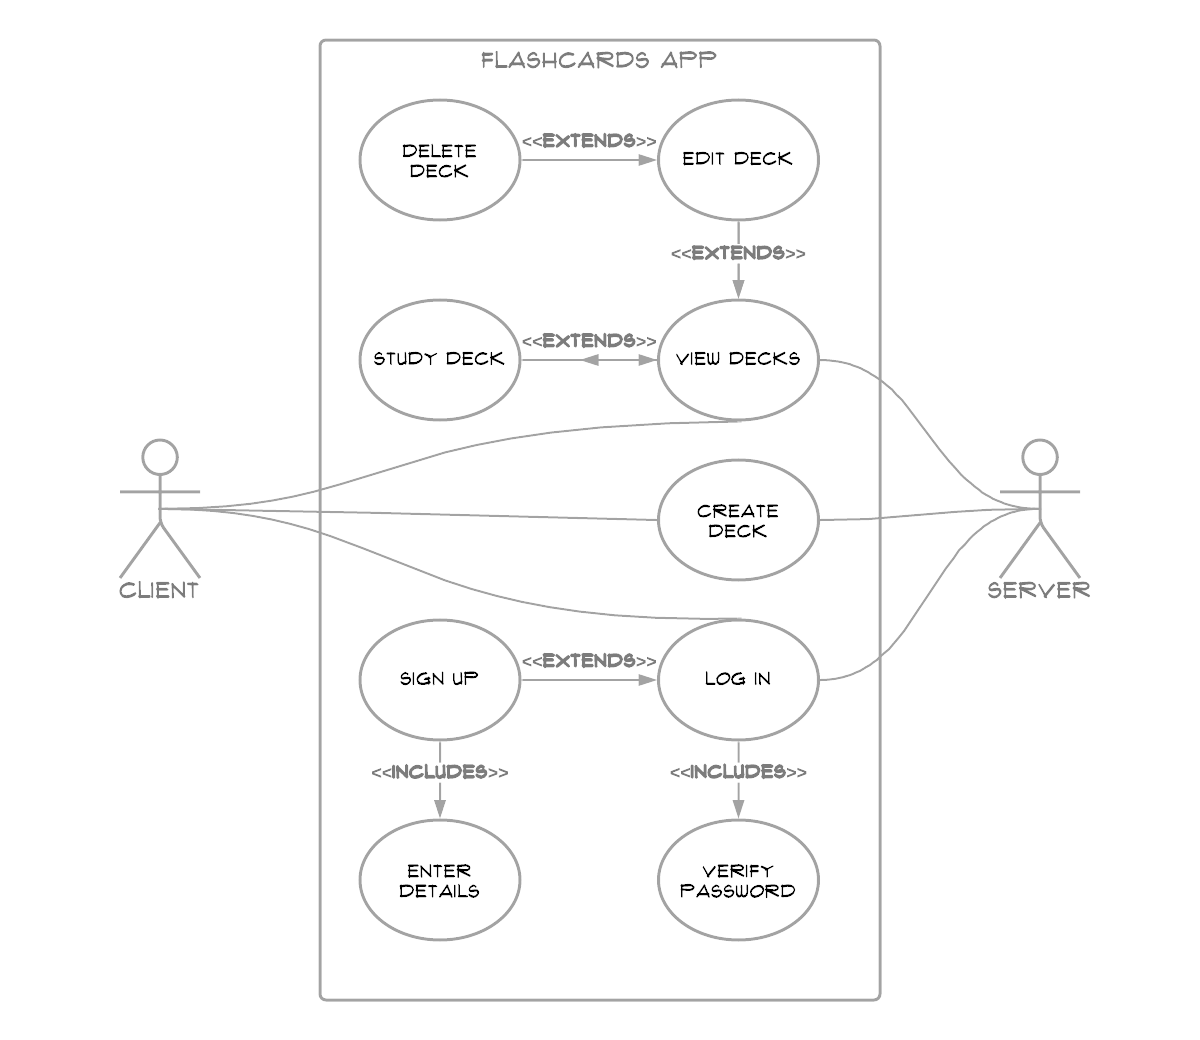 FLASHCARDS APP
DELETE
DECK
<<EXTENDS>>
EDIT DECK
<<EXTENDS>>
STUDY DECK
<<EXTENDS>>
VIEW DECKS
CREATE
DECK
CLIENT
SERVER
SIGN UP
<<EXTENDS>>
LOG IN
<<INCLUDES>>
<<INCLUDES>>
ENTER
DETAILS
VERIFY
PASSWORD